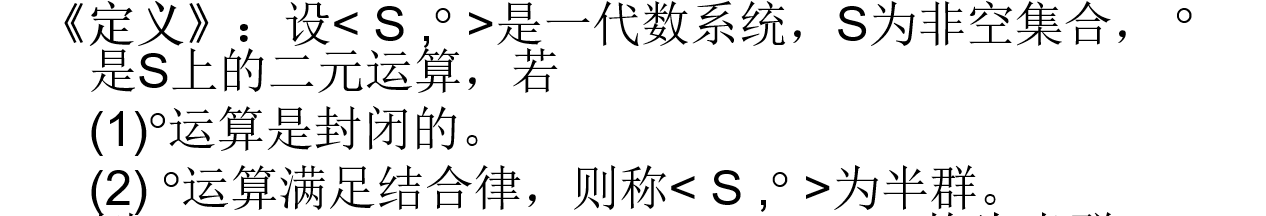 《定义》：设< S ,° >是一代数系统，S为非空集合， °
是S上的二元运算，若
(1)°运算是封闭的。
(2) °运算满足结合律，则称< S ,° >为半群。